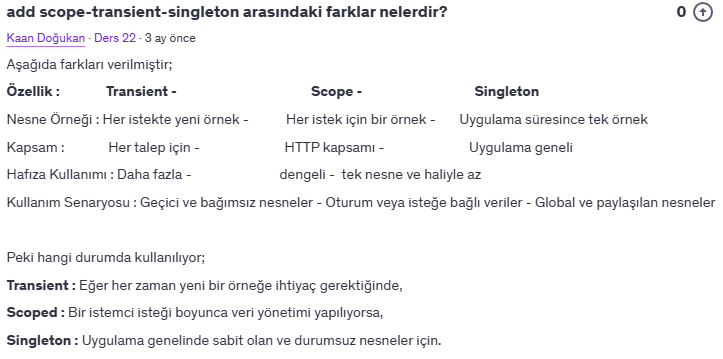 add scope-transient-singleton arasındaki farklar nelerdir? 0
Kaan Doğukan · Ders 22 · 3 ay önce
Aşağıda farkları verilmiştir;
Özellik : Transient - Scope - Singleton
Nesne Örneği : Her istekte yeni örnek - Her istek için bir örnek - Uygulama süresince tek örnek
Kapsam : Her talep için - HTTP kapsamı - Uygulama geneli
Hafıza Kullanımı : Daha fazla - dengeli - tek nesne ve haliyle az
Kullanım Senaryosu : Geçici ve bağımsız nesneler - Oturum veya isteğe bağlı veriler - Global ve paylaşılan nesneler
Peki hangi durumda kullanılıyor;
Transient : Eğer her zaman yeni bir örneğe ihtiyaç gerektiğinde,
Scoped : Bir istemci isteği boyunca veri yönetimi yapılıyorsa,
Singleton : Uygulama genelinde sabit olan ve durumsuz nesneler için.